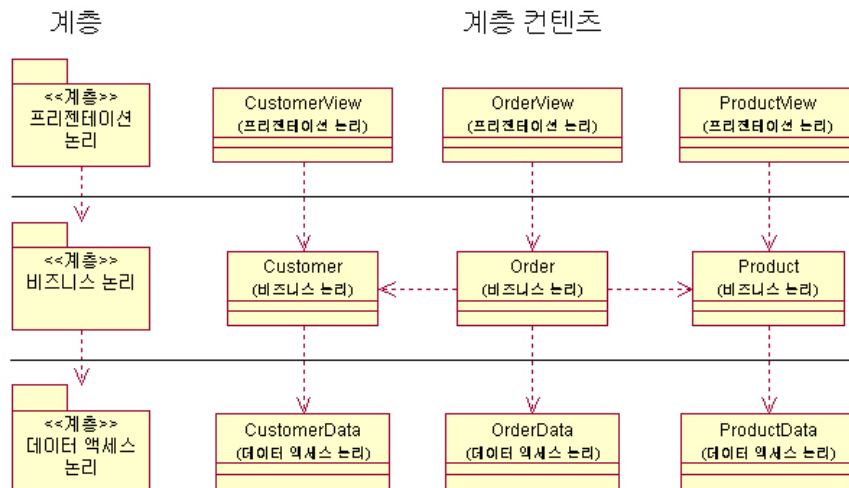 계층
계층 컨텐츠
<<계층>>
프리젠테이션
논리
CustomerView
(프리젠테이션 논리)
OrderView
(프리젠테이션 논리)
ProductView
(프리젠테이션 논리)
<<계층>>
비즈니스 논리
Customer
(비즈니스 논리)
Order
(비즈니스 논리)
Product
(비즈니스 논리)
<<계층>>
데이터 액세스
논리
CustomerData
(데이터 액세스 논리)
OrderData
(데이터 액세스 논리)
ProductData
(데이터 액세스 논리)